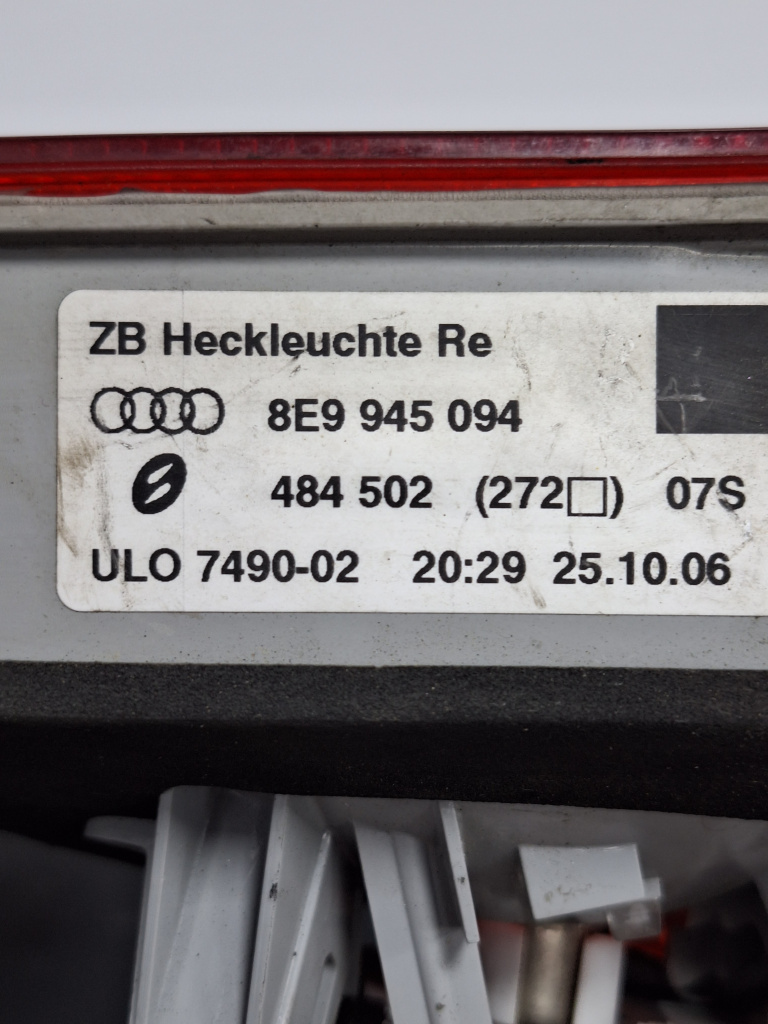 ZB Heckleuchte Re
8E9 945 094
484 502 (272□) 07S
ULO 7490-02 20:29 25.10.06